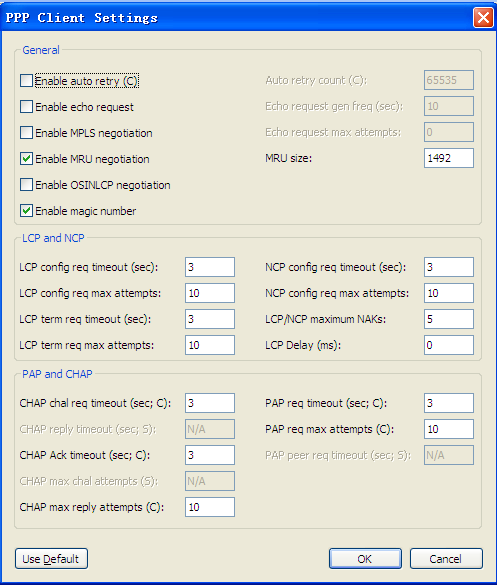 PPP Client Settings
General
Enable auto retry (C)
Auto retry count (C): 65535
Enable echo request
Echo request gen freq (sec): 10
Enable MPLS negotiation
Echo request max attempts: 0
Enable MRU negotiation
MRU size: 1492
Enable OSINLCP negotiation
Enable magic number
LCP and NCP
LCP config req timeout (sec): 3
NCP config req timeout (sec): 3
LCP config req max attempts: 10
NCP config req max attempts: 10
LCP term req timeout (sec): 3
LCP/NCP maximum NAKs: 5
LCP term req max attempts: 10
LCP Delay (ms): 0
PAP and CHAP
CHAP chal req timeout (sec; C): 3
PAP req timeout (sec; C): 3
CHAP reply timeout (sec; S): N/A
PAP req max attempts (C): 10
CHAP Ack timeout (sec; C): 3
PAP peer req timeout (sec; S): N/A
CHAP max chal attempts (S): N/A
CHAP max reply attempts (C): 10
Use Default
OK
Cancel